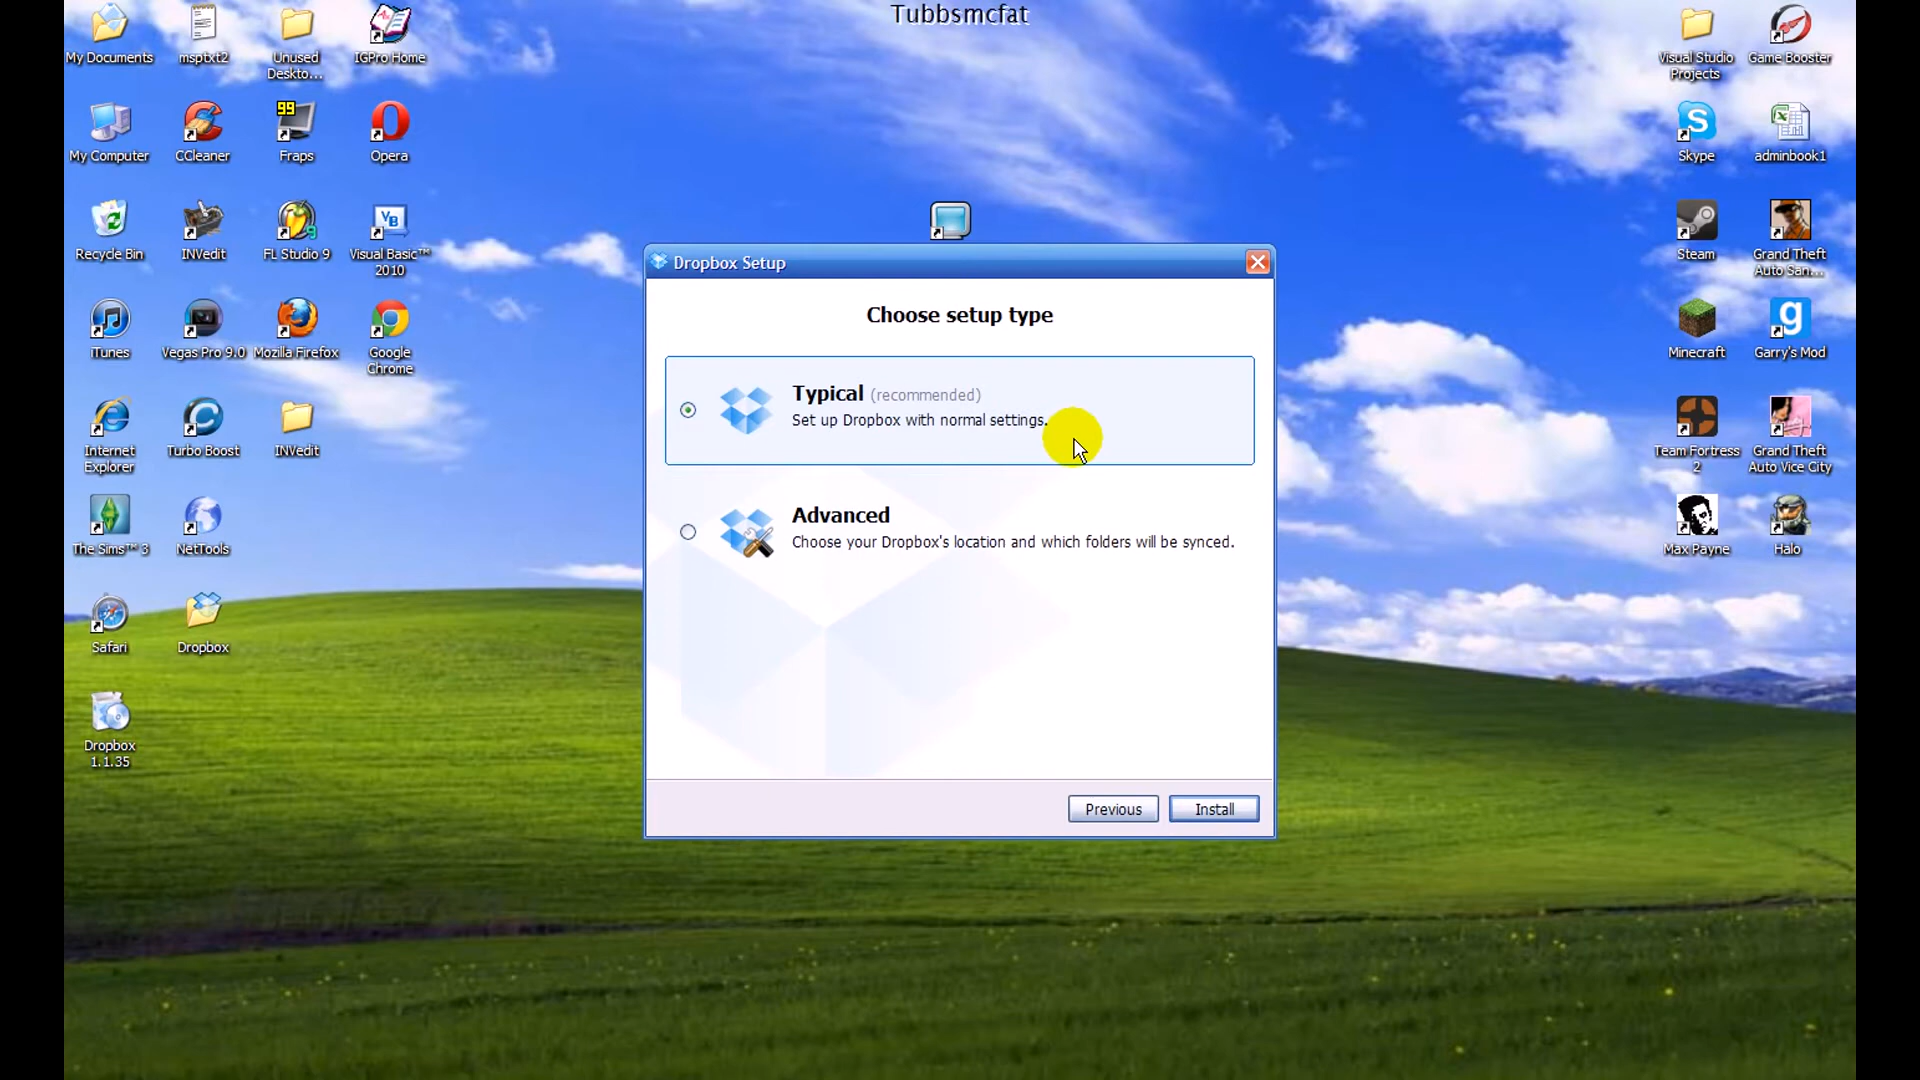 Tubbsmcfat
My Documents
msptxt2
Unused
Deskto...
IGPro Home
Visual Studio
Projects
Game Booster
My Computer
CCleaner
99
Fraps
Opera
Skype
adminbook1
Recycle Bin
INVedit
FL Studio 9
Visual Basic™
2010
Steam
Grand Theft
Auto San...
Dropbox Setup
Choose setup type
iTunes
Vegas Pro 9.0
Mozilla Firefox
Google
Chrome
Minecraft
Garry's Mod
Typical (recommended)
Set up Dropbox with normal settings.
Internet
Explorer
Turbo Boost
INVedit
Team Fortress
2
Grand Theft
Auto Vice City
Advanced
Choose your Dropbox's location and which folders will be synced.
The Sims™ 3
NetTools
Max Payne
Halo
Safari
Dropbox
Dropbox
1.1.35
Previous
Install